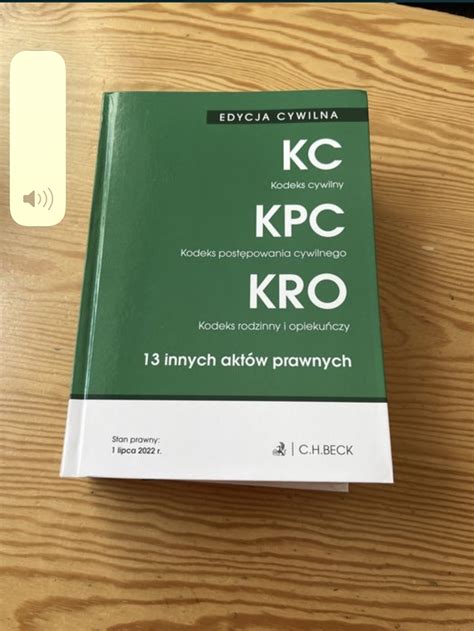 EDYCJA CYWILNA
KC
Kodeks cywilny
KPC
Kodeks postępowania cywilnego
KRO
Kodeks rodzinny i opiekuńczy
13 innych aktów prawnych
Stan prawny:
1 lipca 2022 r.
C.H.BECK